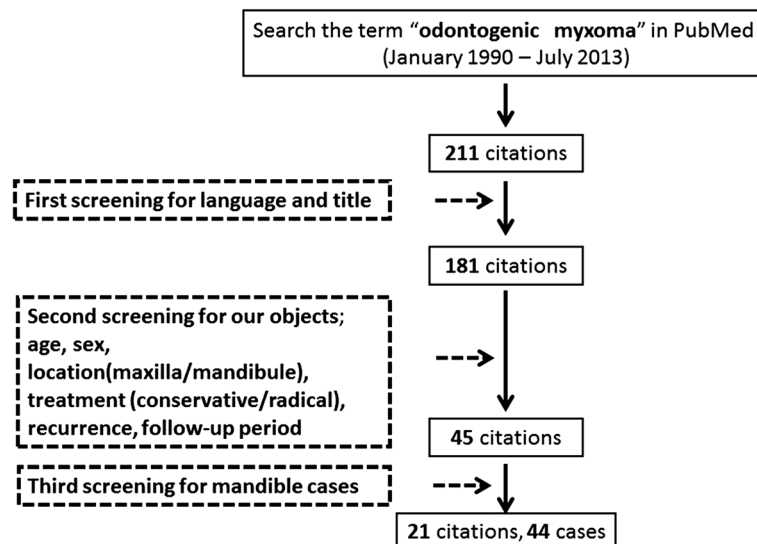 Search the term “odontogenic myxoma” in PubMed
(January 1990 – July 2013)
211 citations
First screening for language and title
181 citations
Second screening for our objects;
age, sex,
location(maxilla/mandibule),
treatment (conservative/radical),
recurrence, follow-up period
45 citations
Third screening for mandible cases
21 citations, 44 cases